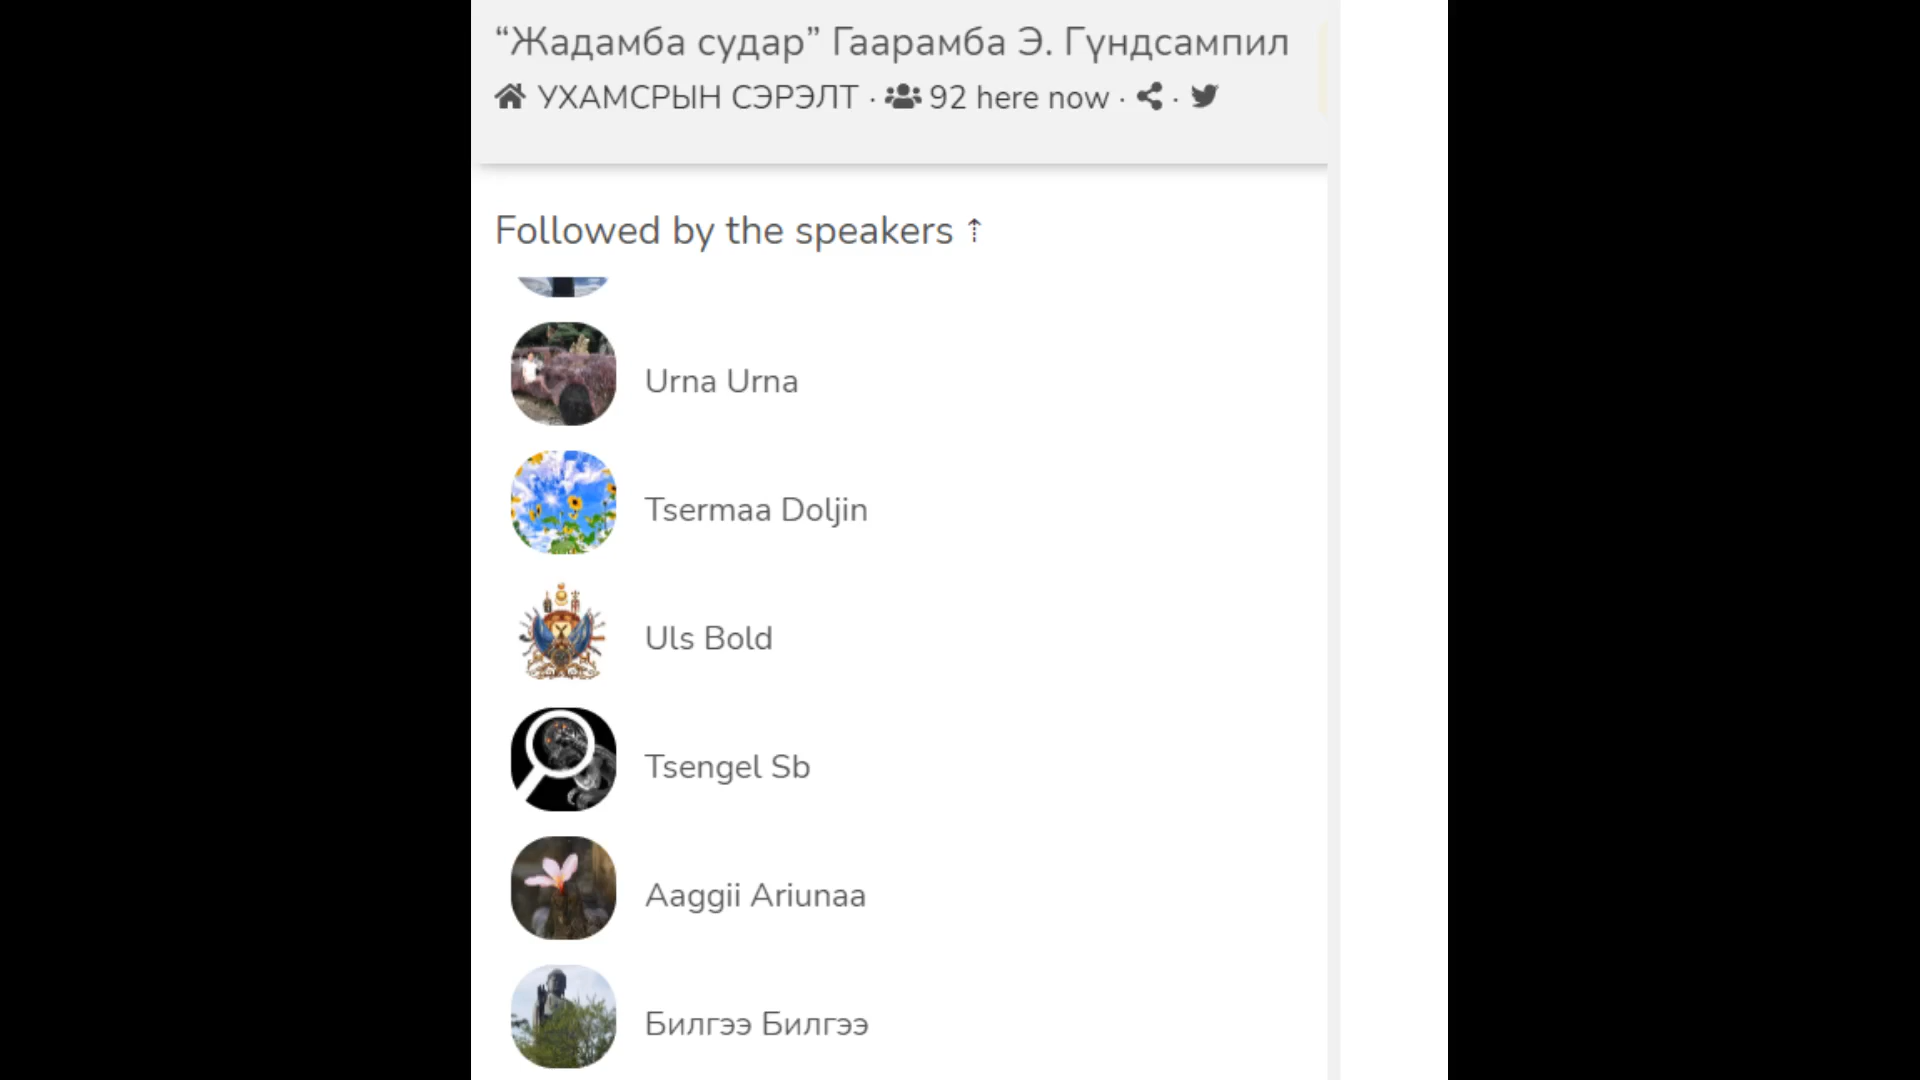 “Жадамба судар” Гаарамба Э. Гүндсампил
УХАМСРЫН СЭРЭЛТ · 92 here now · ·
Followed by the speakers ⇡
Urna Urna
Tsermaa Doljin
Uls Bold
Tsengel Sb
Aaggii Ariunaa
Билгээ Билгээ